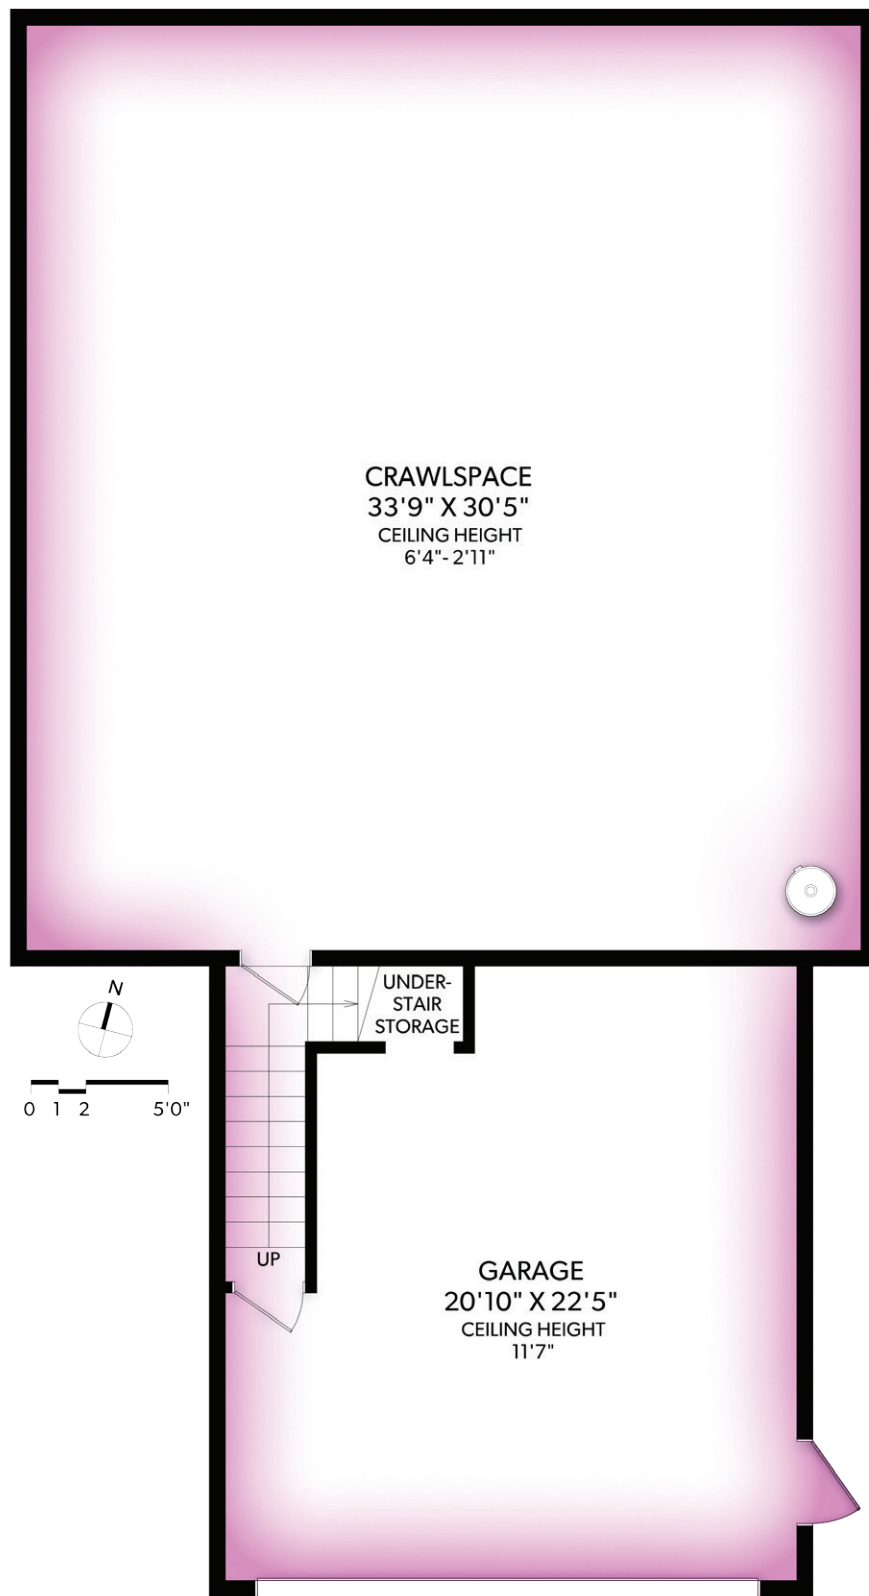 CRAWLSPACE
33'9" X 30'5"
CEILING HEIGHT
6'4"- 2'11"
UNDER-
STAIR
STORAGE
N
0 1 2 5'0"
UP
GARAGE
20'10" X 22'5"
CEILING HEIGHT
11'7"